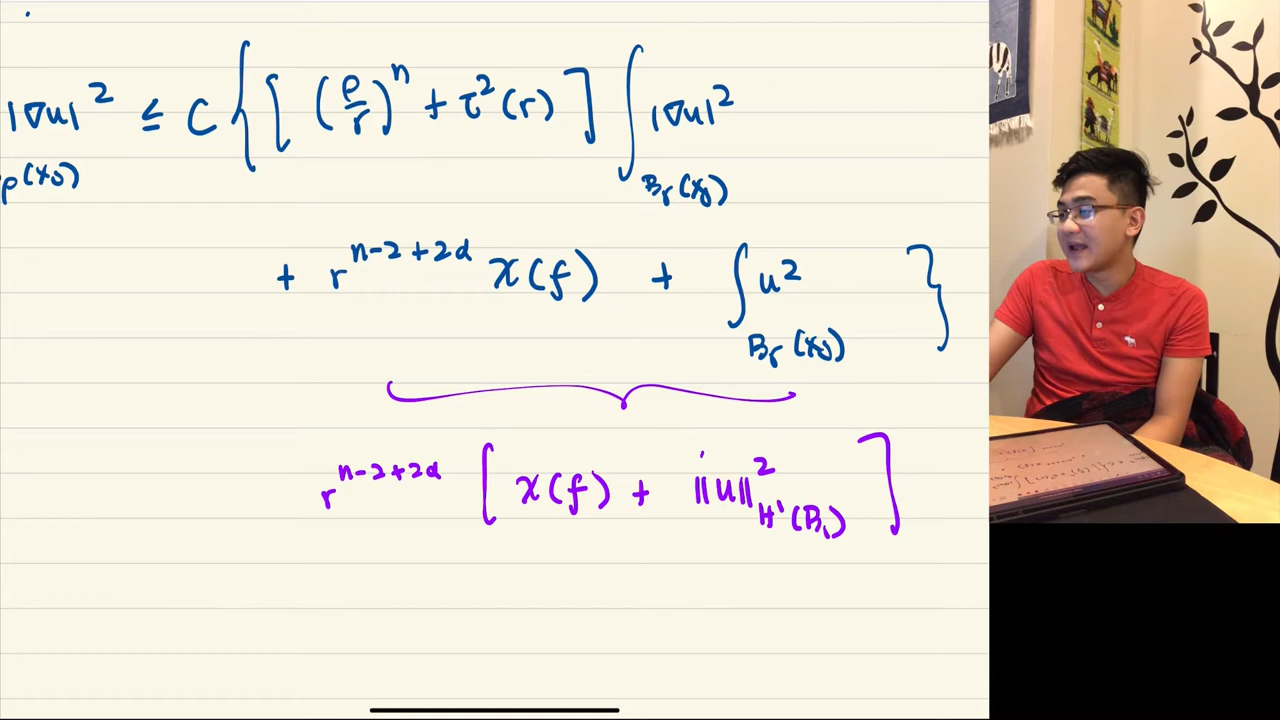 |∇u|² ≤ C { [ (ρ/r)ⁿ + τ²(r) ] ∫ |∇u|²
ρ(x₀) B_r(x₀)
+ r^{n-2+2α} χ(f) + ∫ u² }
B_r(x₀)
r^{n-2+2α} [ χ(f) + ||u||²_{H¹(B₁)} ]